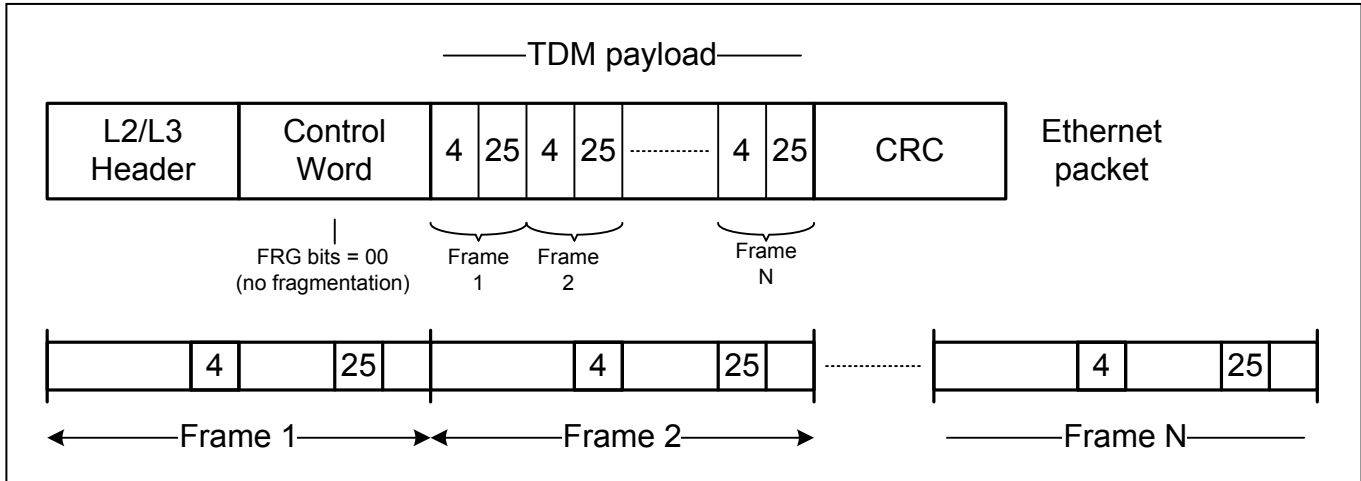 TDM payload
L2/L3 Header
Control Word
4 25 4 25 4 25
CRC
Ethernet packet
FRG bits = 00
(no fragmentation)
Frame 1
Frame 2
Frame N
4 25 4 25 4 25
Frame 1 Frame 2 Frame N